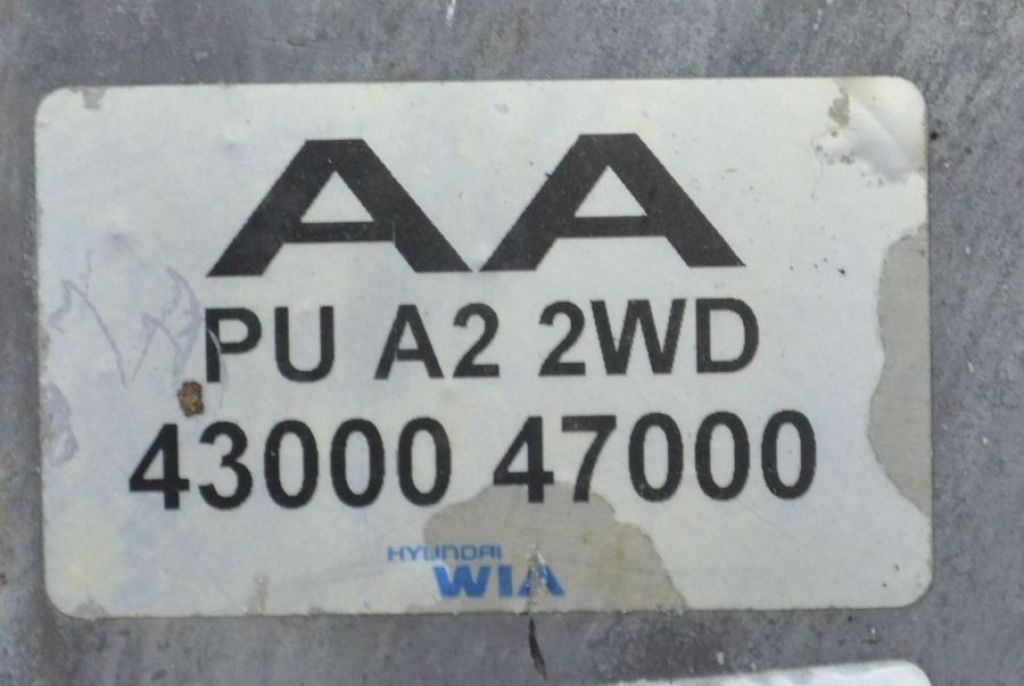 AA
PU A2 2WD
43000 47000
HYUNDAI
WIA